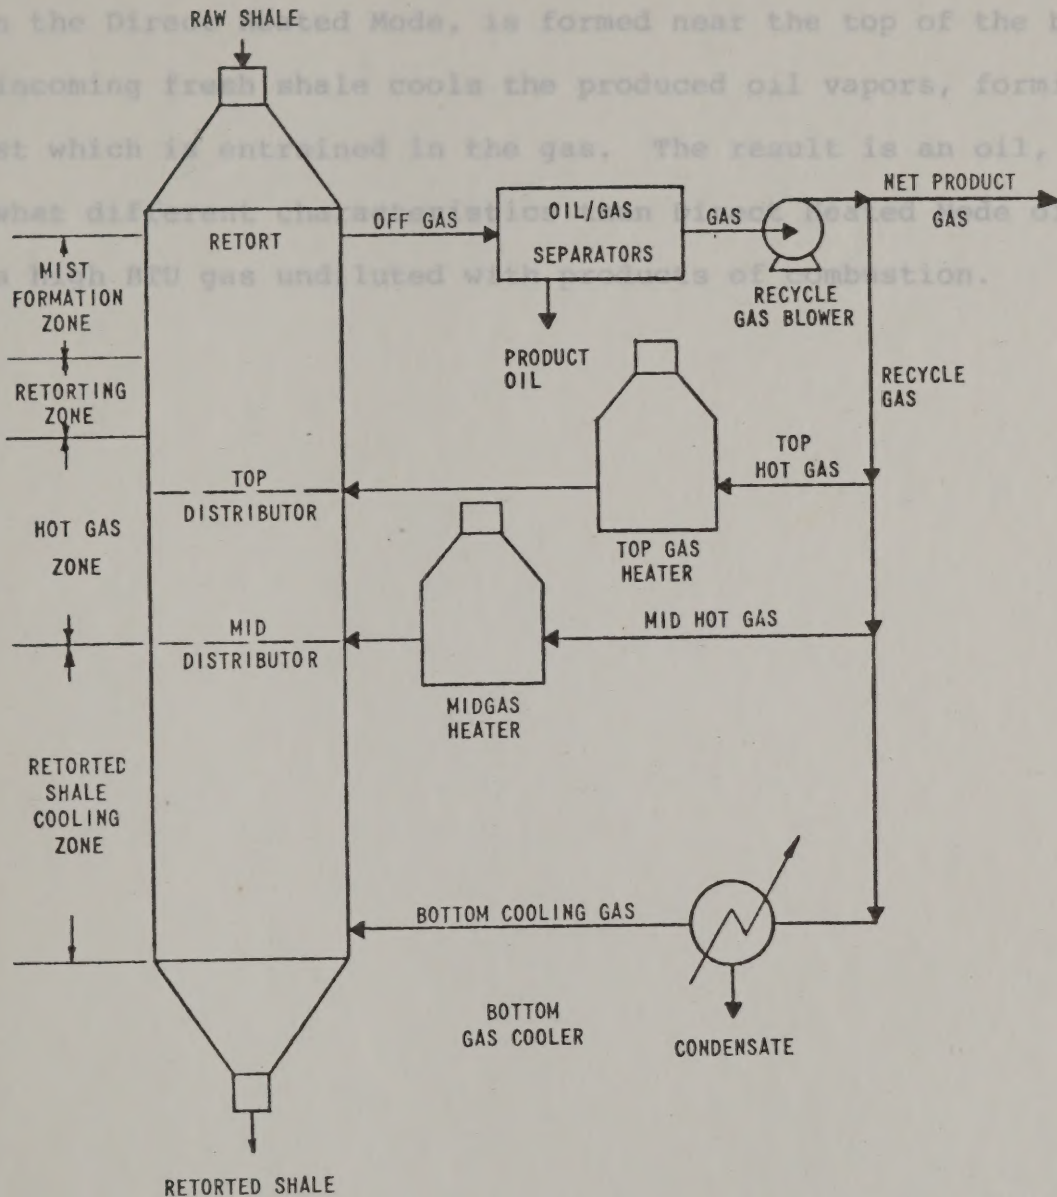 n the Direct Heated Mode, is formed near the top of the b
incoming fresh shale cools the produced oil vapors, form
st which is entrained in the gas. The result is an oil,
what different characteristics than Direct Heated Mode o
a high BTU gas undiluted with products of combustion.
RAW SHALE
RETORT
OFF GAS
OIL/GAS
SEPARATORS
GAS
NET PRODUCT
GAS
MIST
FORMATION
ZONE
RECYCLE
GAS BLOWER
PRODUCT
OIL
RECYCLE
GAS
RETORTING
ZONE
TOP
HOT GAS
TOP
DISTRIBUTOR
HOT GAS
ZONE
TOP GAS
HEATER
MID
DISTRIBUTOR
MID HOT GAS
MIDGAS
HEATER
RETORTED
SHALE
COOLING
ZONE
BOTTOM COOLING GAS
BOTTOM
GAS COOLER
CONDENSATE
RETORTED SHALE